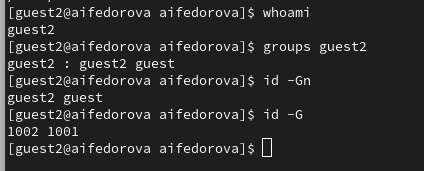 [guest2@aifedorova aifedorova]$ whoami
guest2
[guest2@aifedorova aifedorova]$ groups guest2
guest2 : guest2 guest
[guest2@aifedorova aifedorova]$ id -Gn
guest2 guest
[guest2@aifedorova aifedorova]$ id -G
1002 1001
[guest2@aifedorova aifedorova]$